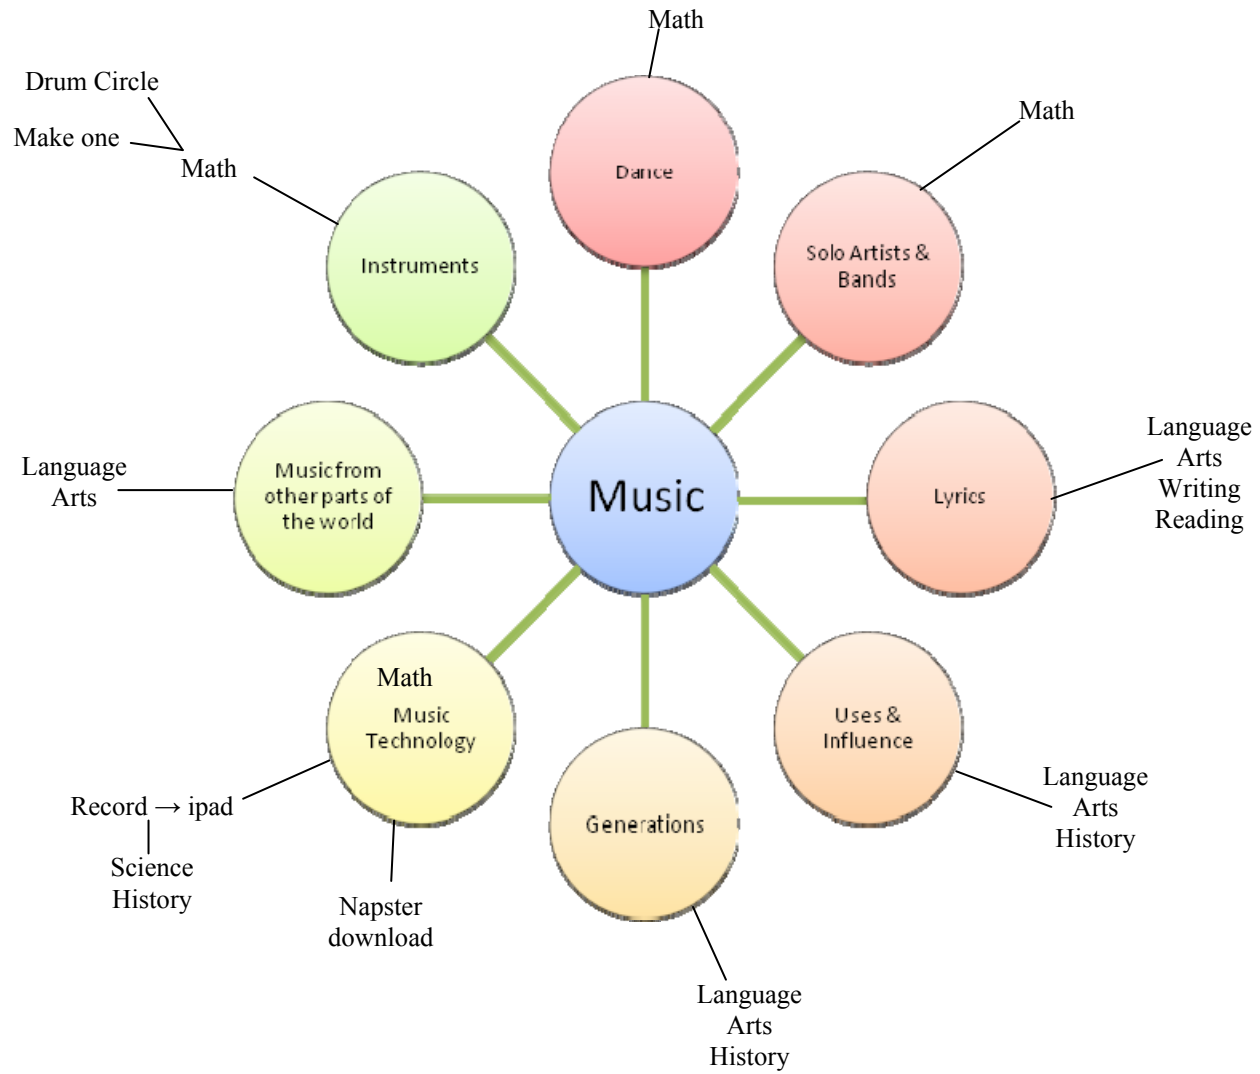 Math
Drum Circle
Make one
Math
Math
Dance
Solo Artists &
Bands
Instruments
Language
Arts
Music from
other parts of
the world
Music
Lyrics
Language
Arts
Writing
Reading
Math
Music
Technology
Uses &
Influence
Record → ipad
Science
History
Napster
download
Generations
Language
Arts
History
Language
Arts
History